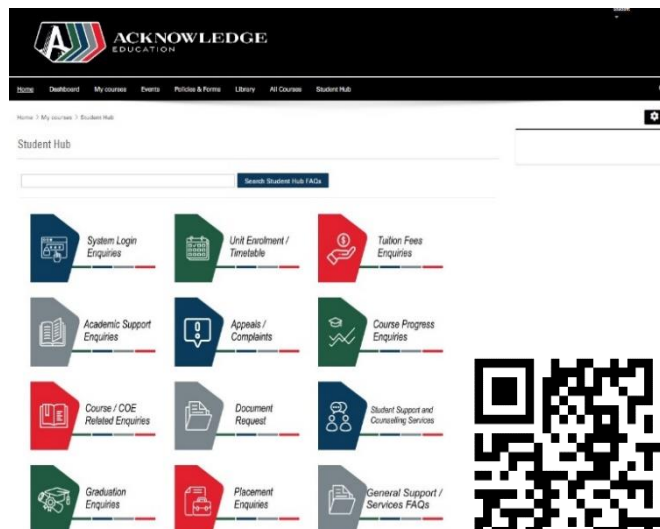 ACKNOWLEDGE
EDUCATION
Home Dashboard My courses Events Policies & Forms Library All Courses Student Hub
Home > My courses > Student Hub
Student Hub
Search Student Hub FAQs
System Login
Enquiries
Unit Enrolment /
Timetable
Tuition Fees
Enquiries
Academic Support
Enquiries
Appeals /
Complaints
Course Progress
Enquiries
Course / COE
Related Enquiries
Document
Request
Student Support and
Counselling Services
Graduation
Enquiries
Placement
Enquiries
General Support /
Services FAQs